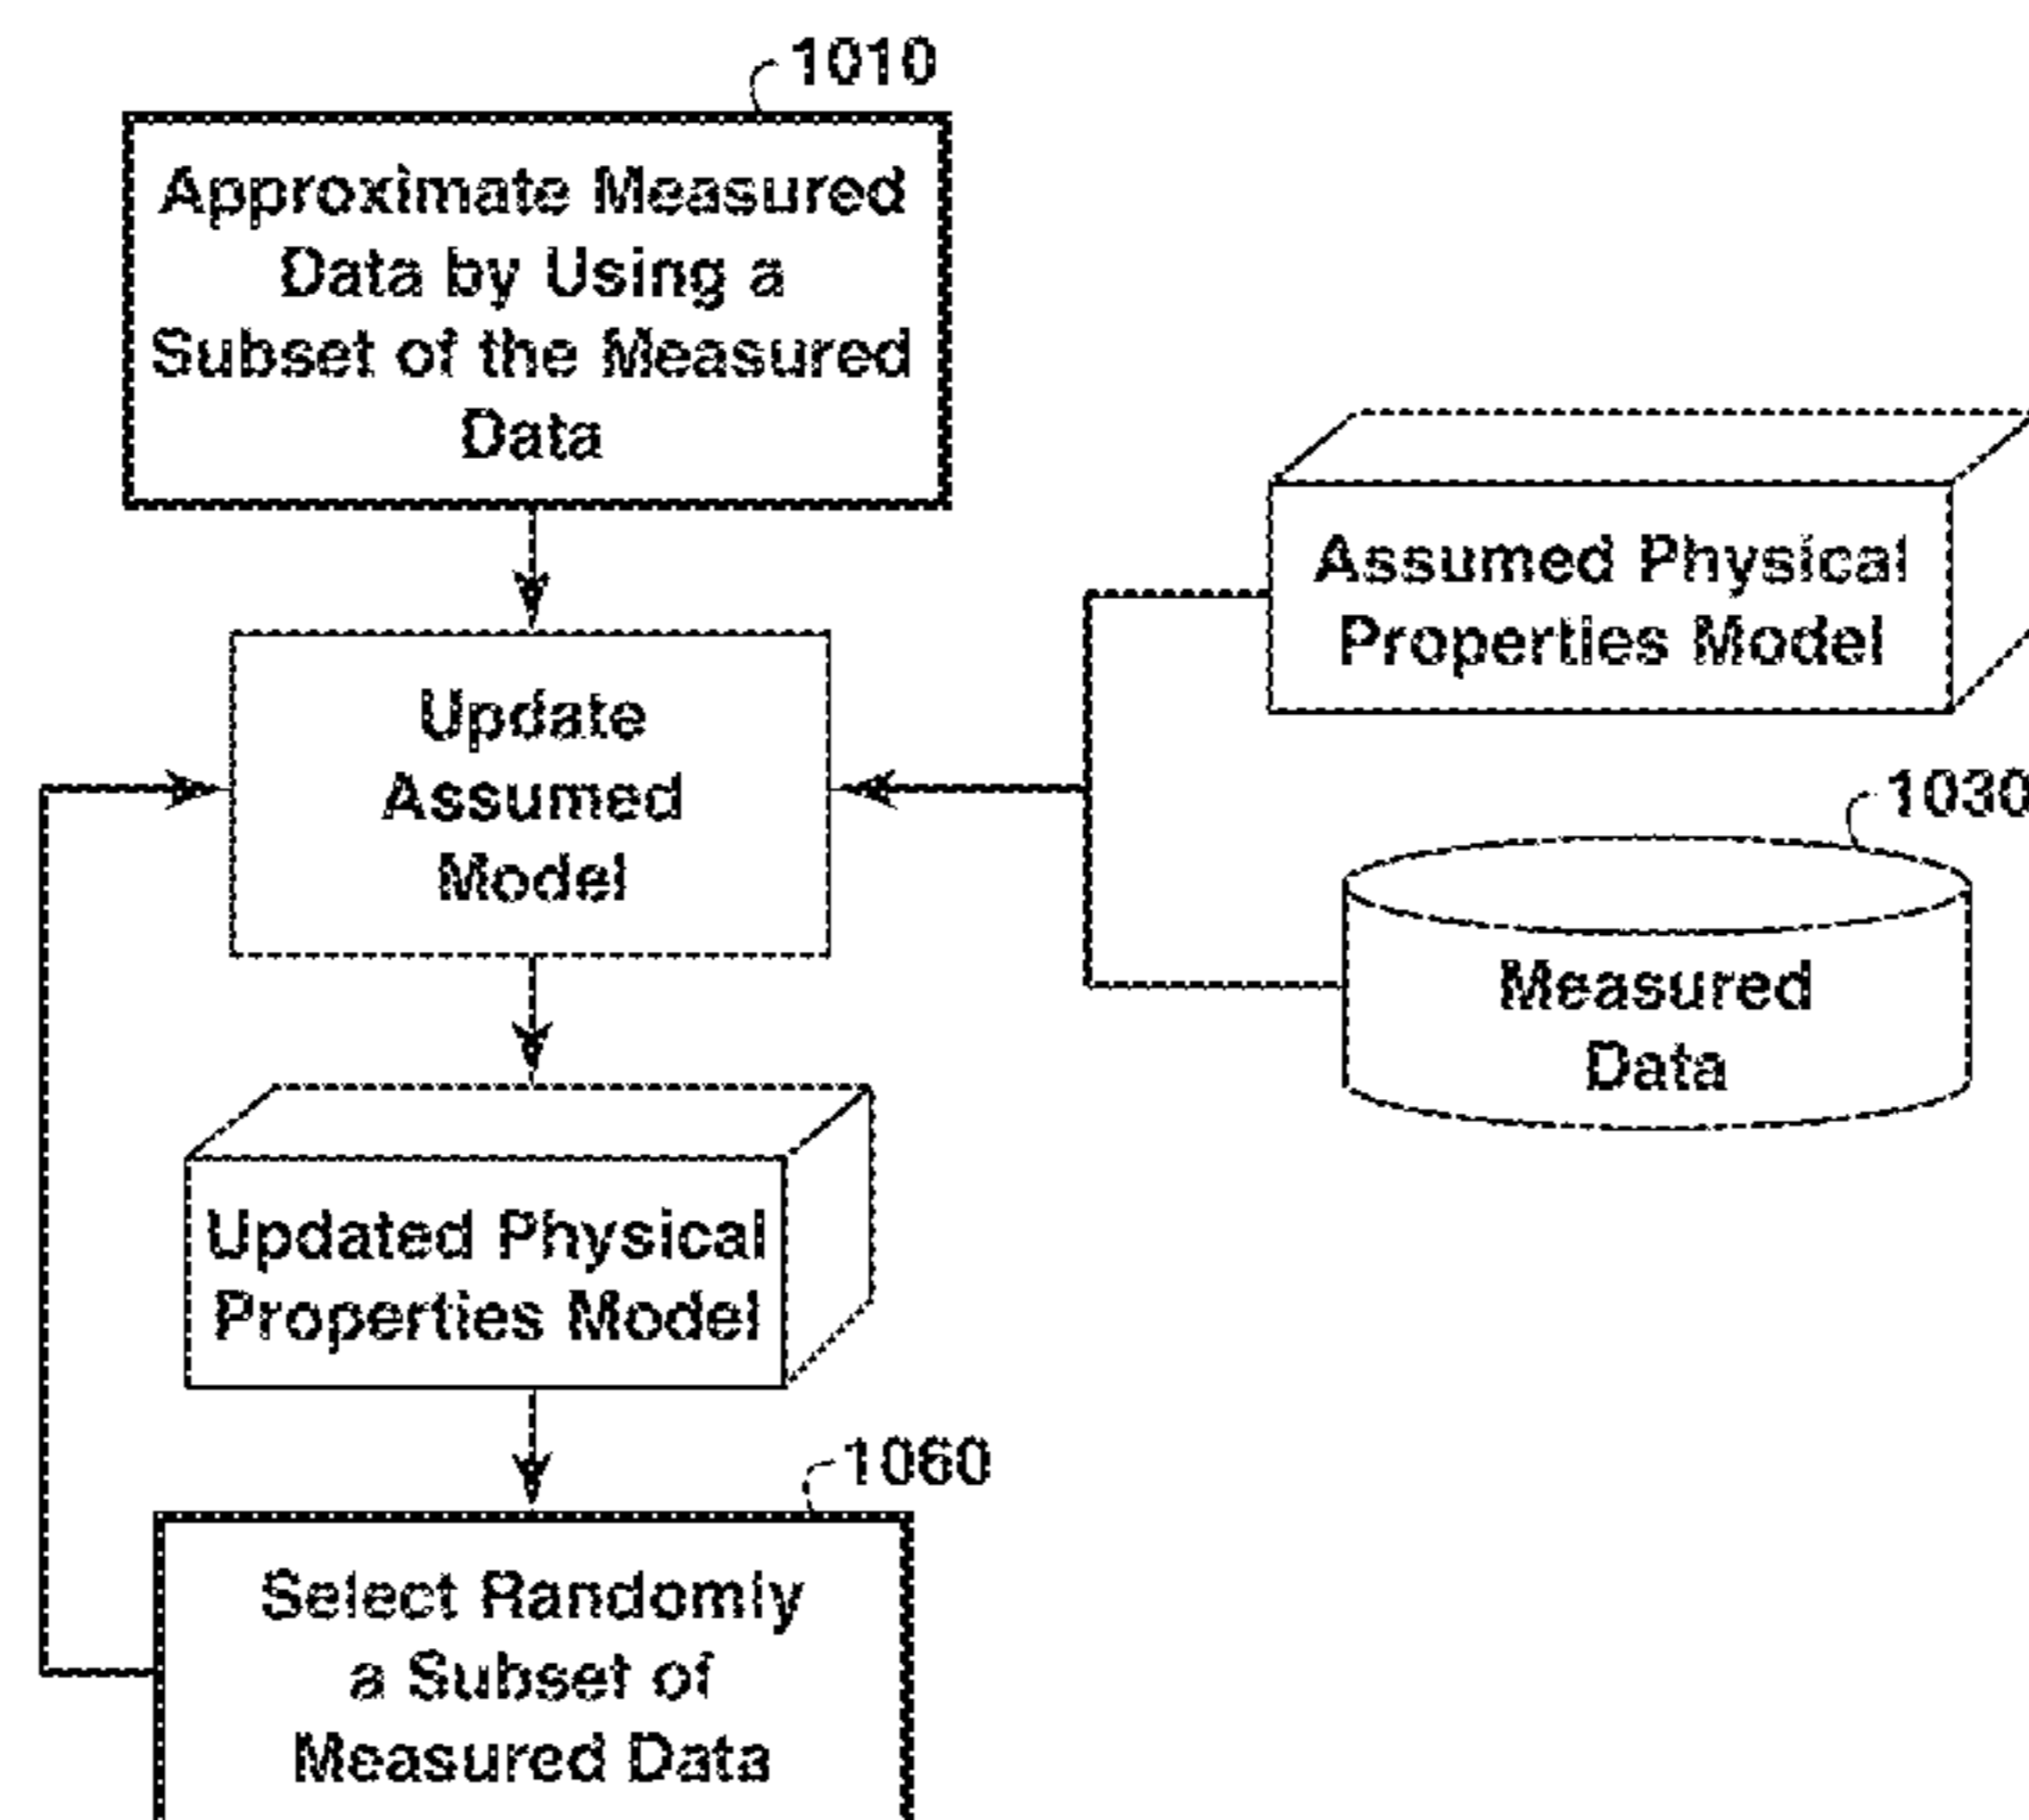 1010
Approximate Measured
Data by Using a
Subset of the Measured
Data
Assumed Physical
Properties Model
Update
Assumed
Model
1030
Measured
Data
Updated Physical
Properties Model
1060
Select Randomly
a Subset of
Measured Data